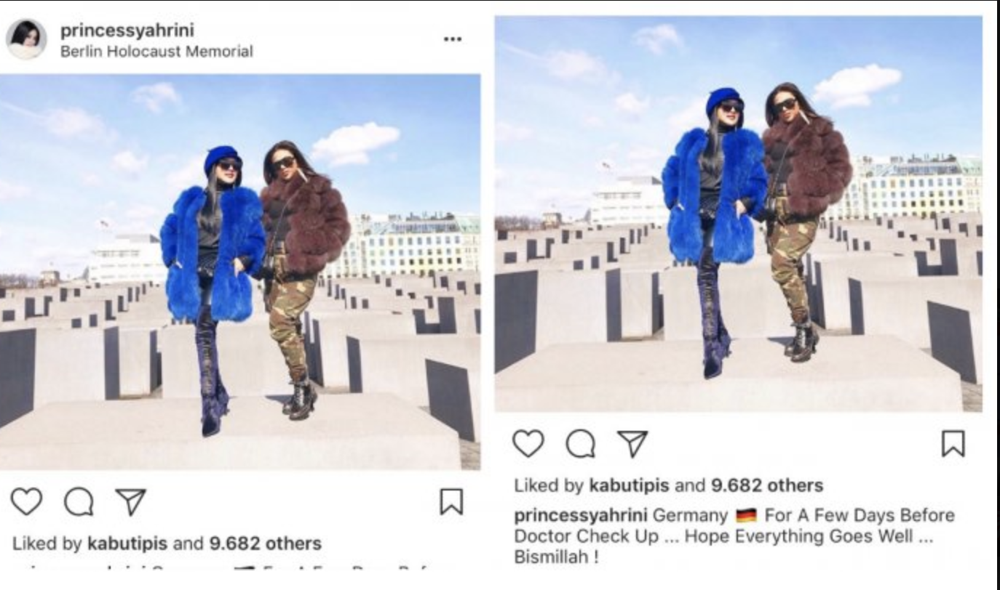 princessyahrini
Berlin Holocaust Memorial
Liked by kabutipis and 9.682 others
Liked by kabutipis and 9.682 others
princessyahrini Germany 🇩🇪 For A Few Days Before
Doctor Check Up ... Hope Everything Goes Well ...
Bismillah !